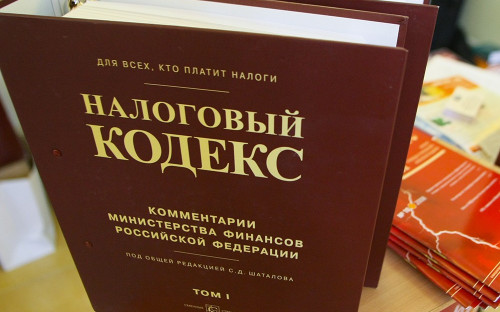 ДЛЯ ВСЕХ, КТО ПЛАТИТ НАЛОГИ
НАЛОГОВЫЙ
КОДЕКС
КОММЕНТАРИИ
МИНИСТЕРСТВА ФИНАНСОВ
РОССИЙСКОЙ ФЕДЕРАЦИИ
ПОД ОБЩЕЙ РЕДАКЦИЕЙ С.Д. ШАТАЛОВА
ТОМ I